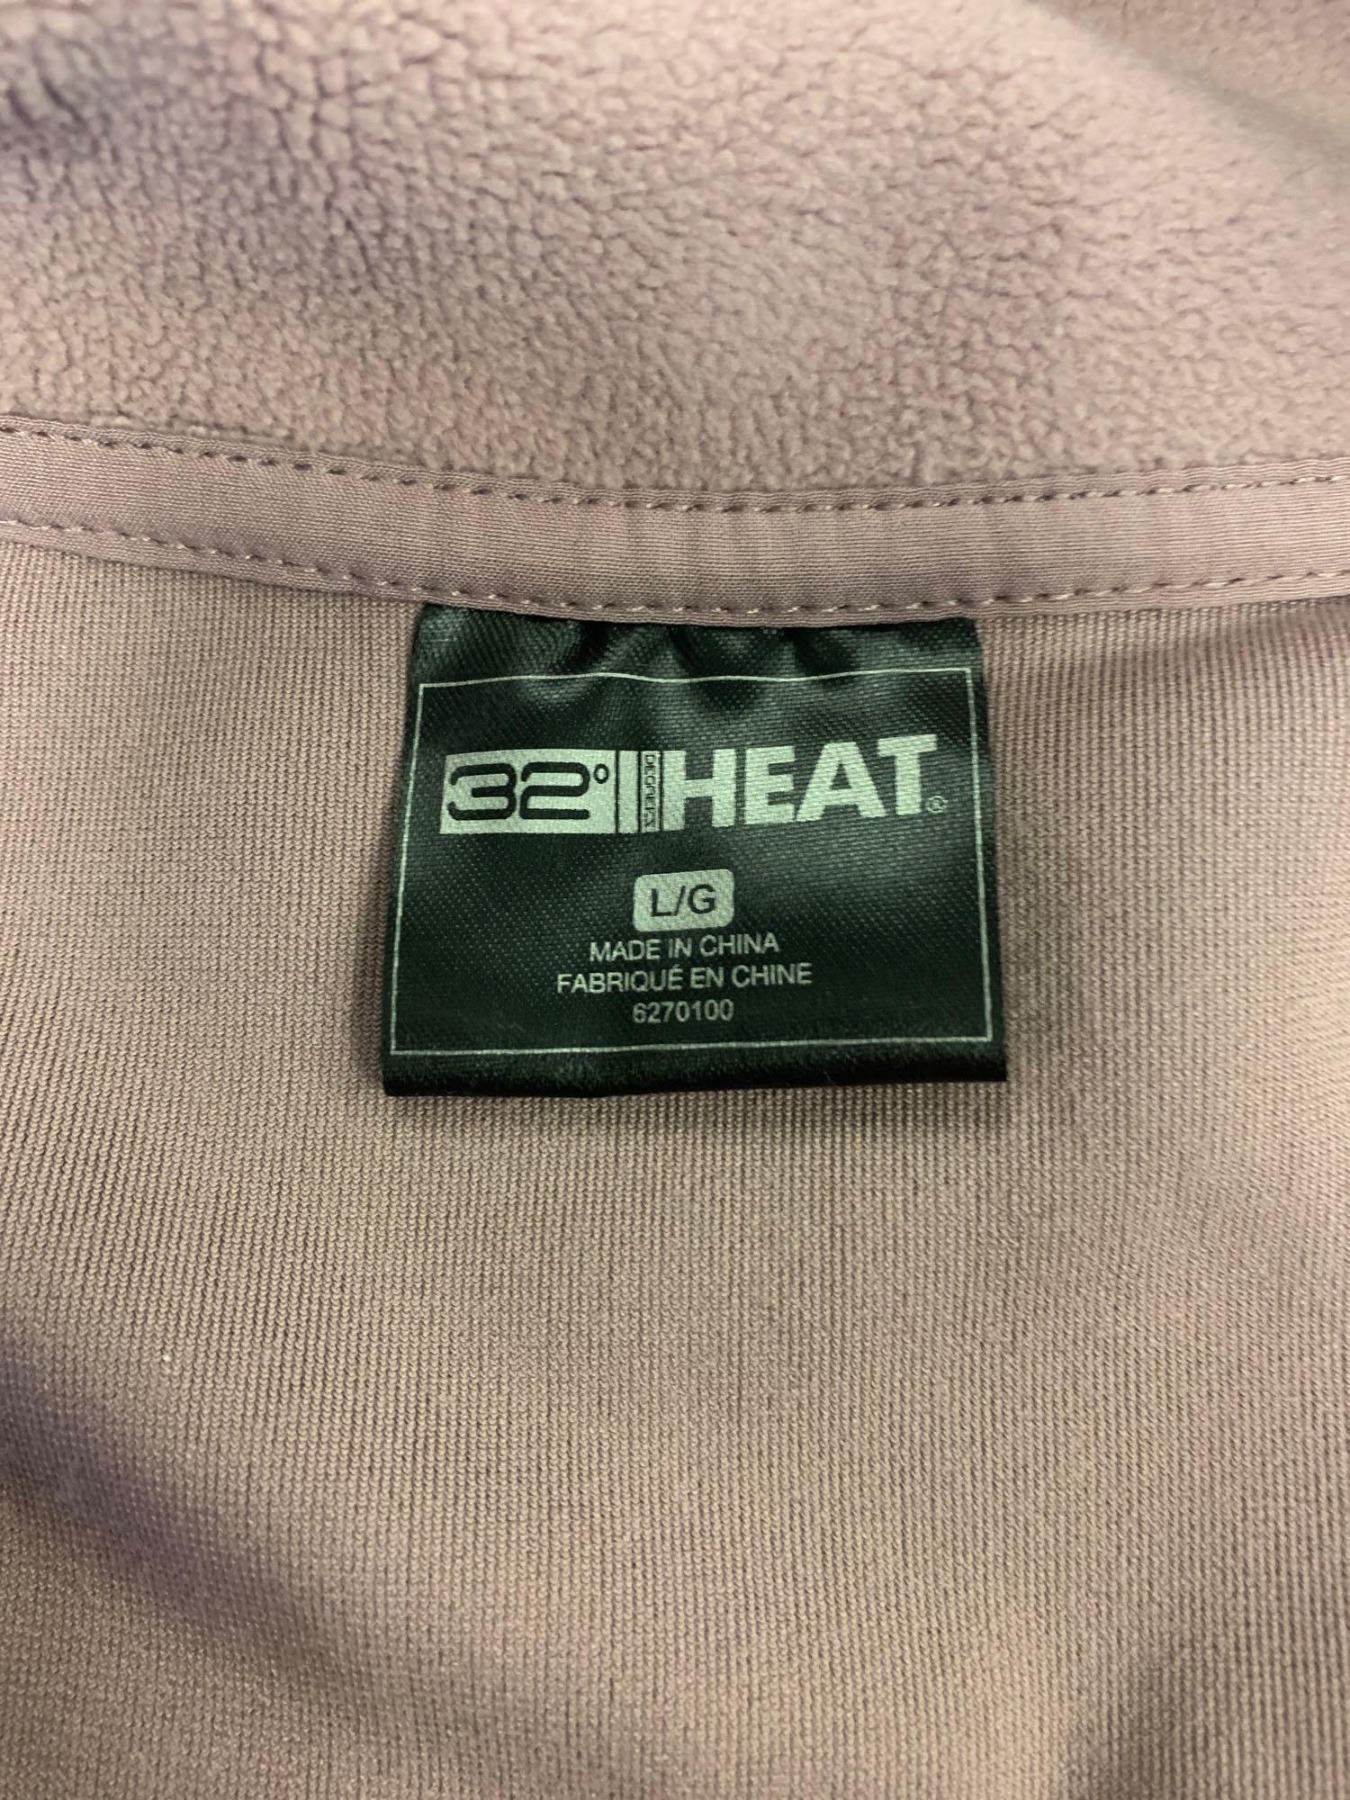 32° DEGREES HEAT®
L/G
MADE IN CHINA
FABRIQUÉ EN CHINE
6270100